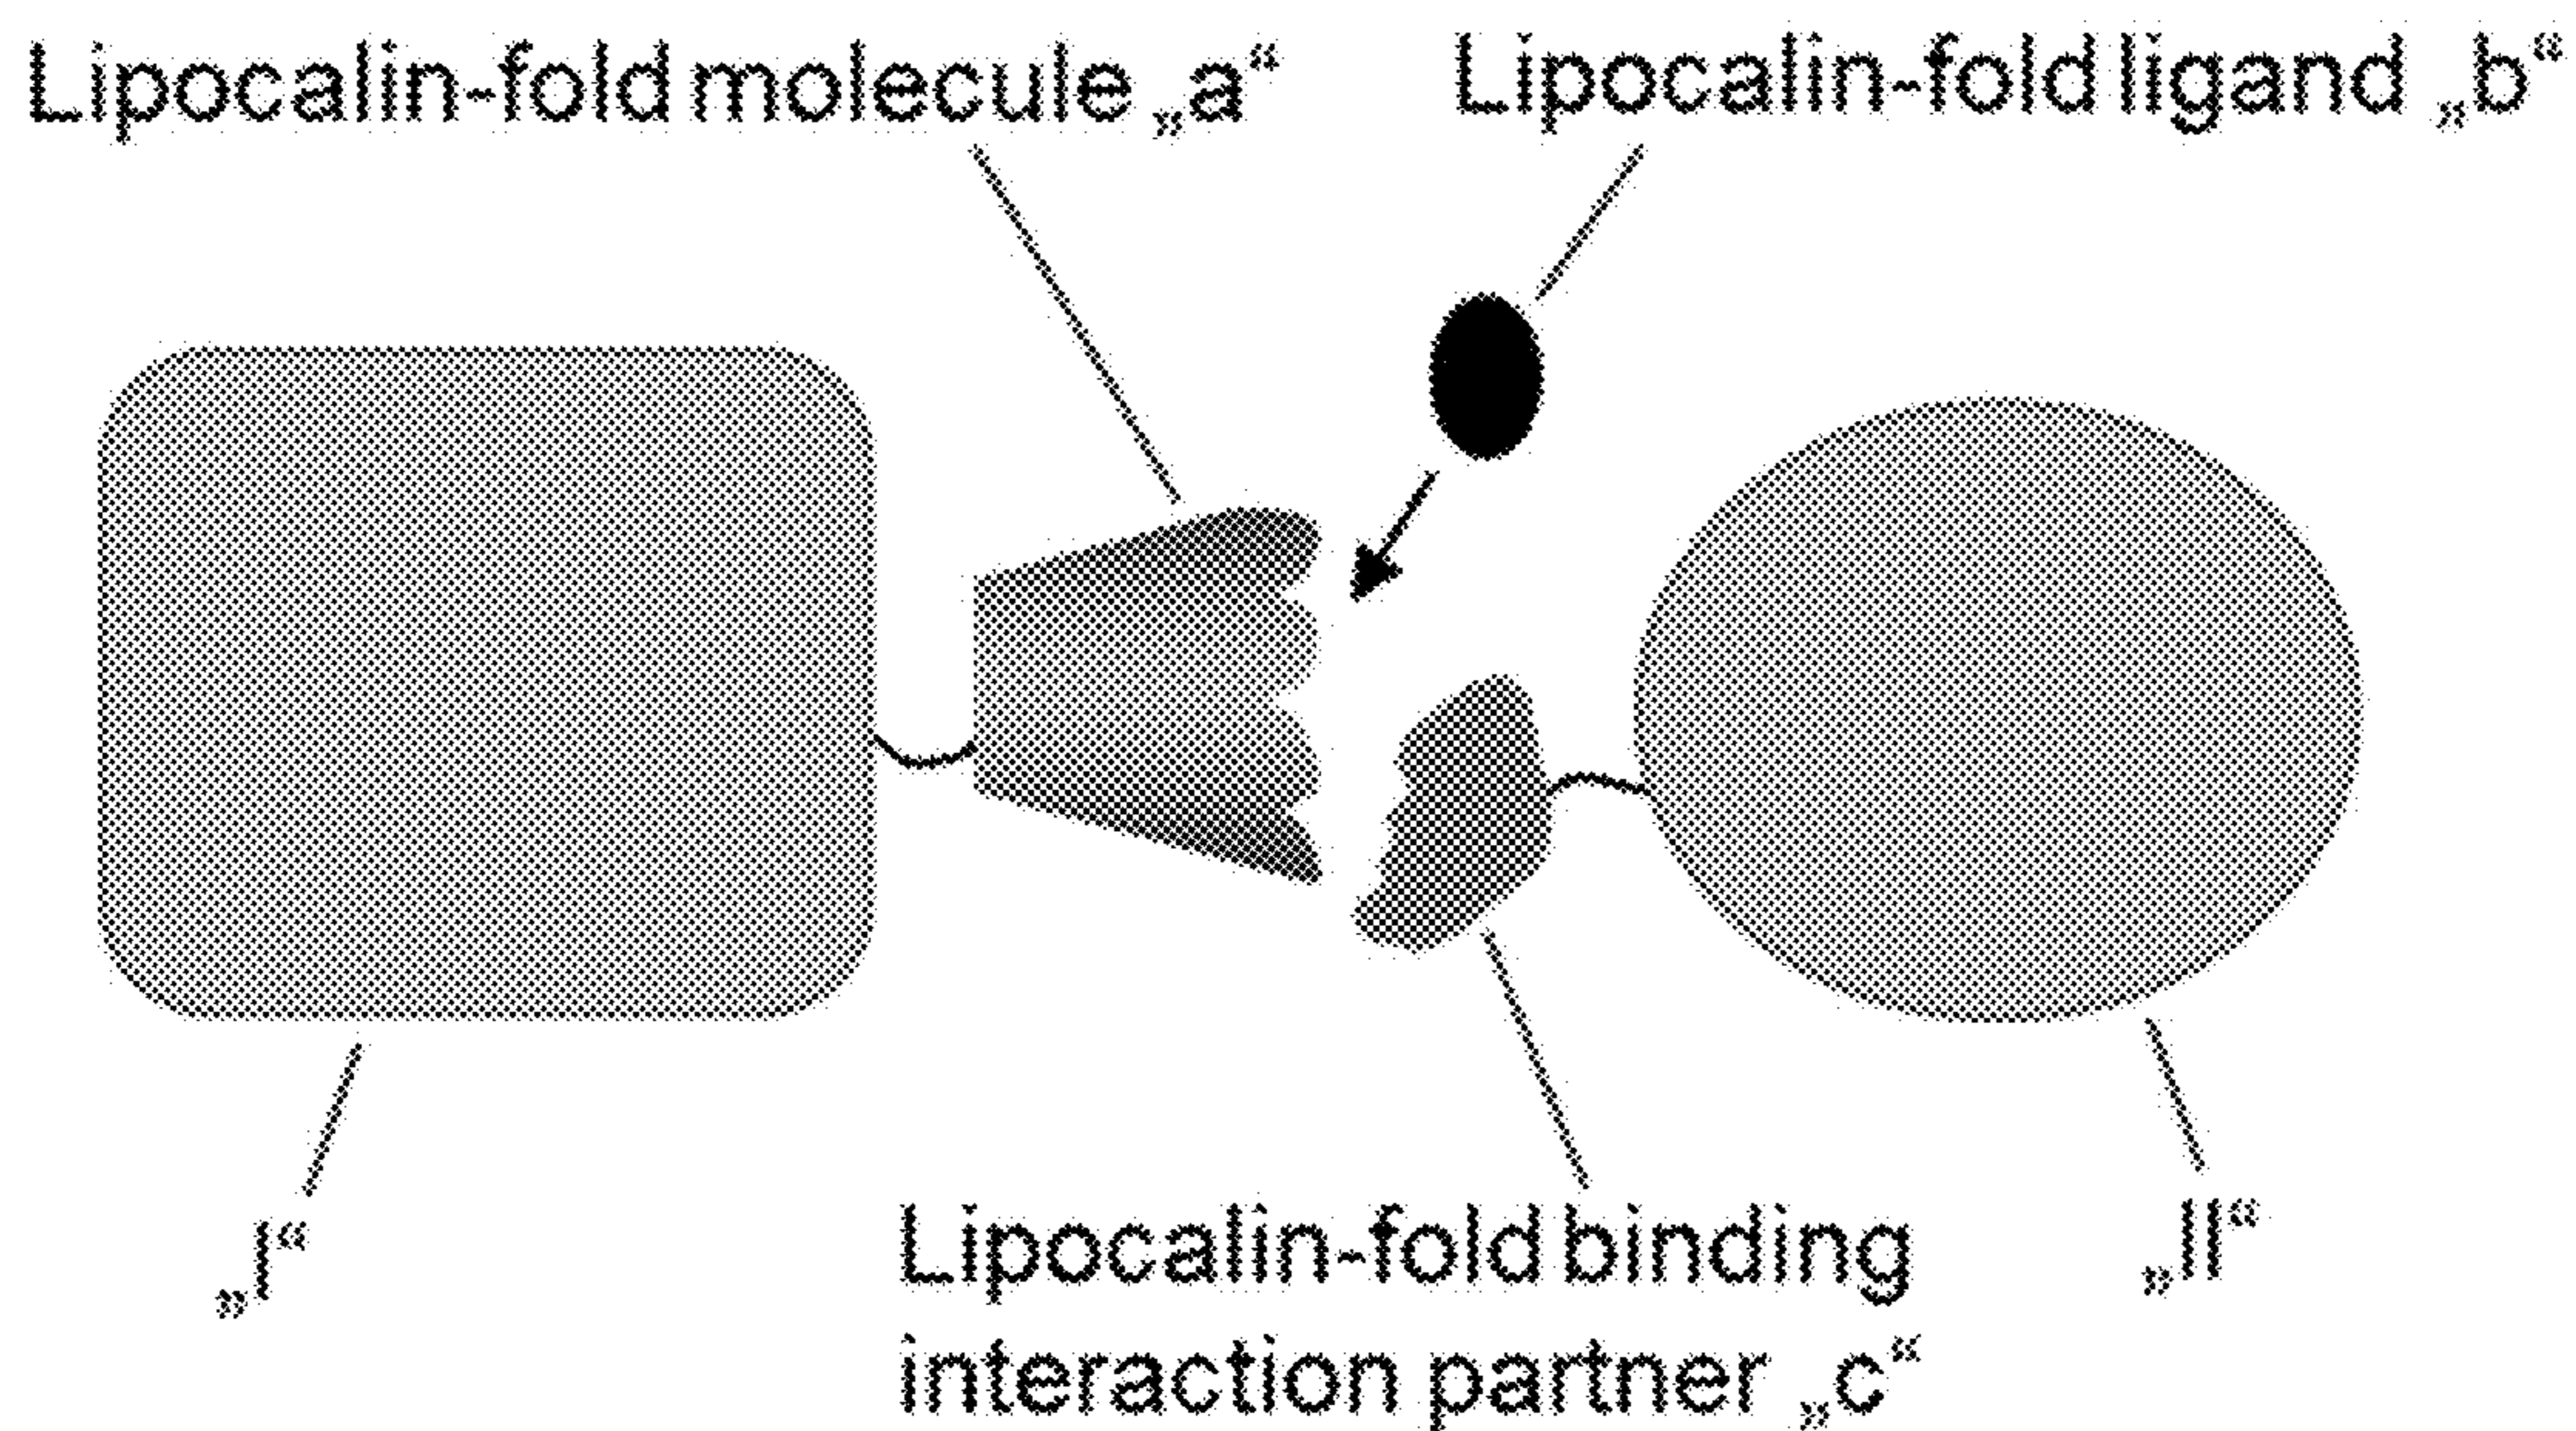 Lipocalin-fold molecule „a“
Lipocalin-fold ligand „b“
„I“
Lipocalin-fold binding
interaction partner „c“
„II“